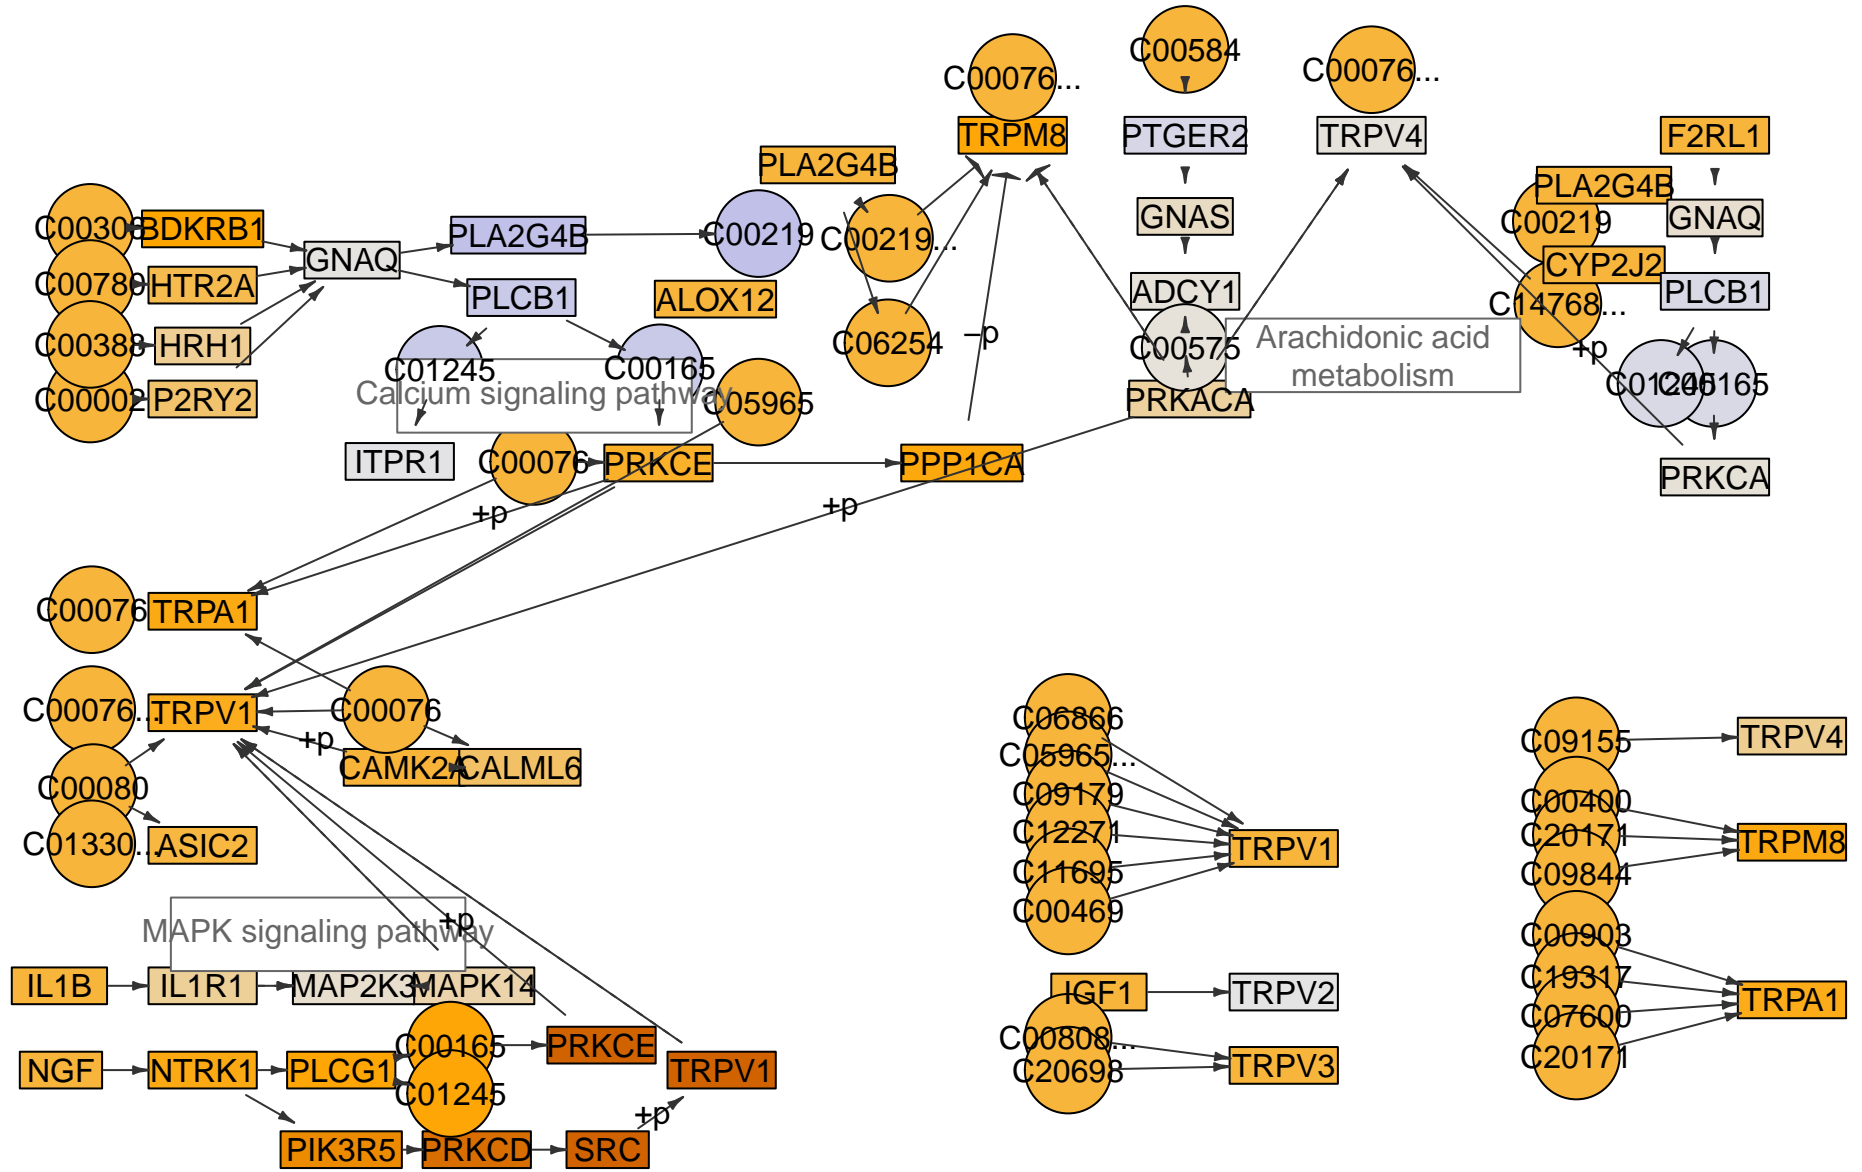 C00584
C00076...
C00076...
TRPM8
PTGER2
TRPV4
F2RL1
PLA2G4B
PLA2G4B
C00219
GNAS
GNAQ
BDKRB1
PLA2G4B
C00219
C00219...
GNAQ
CYP2J2
C00780
HTR2A
PLCB1
ALOX12
ADCY1
PLCB1
C14768...
C00388
HRH1
C06254
-p
C00575
Arachidonic acid
metabolism
+p
C01245
C00165
Calcium signaling pathway
C00002
P2RY2
C05965
PRKACA
ITPR1
C00076
PRKCE
PPP1CA
PRKCA
+p
+p
C00076
TRPA1
C00076...
TRPV1
C00076
+p
CALML6
C00080
C01330...
ASIC2
C06866
C05965...
C09179
C12271
C11695
C00469
TRPV1
C09155
TRPV4
C00400
C20171
C09844
TRPM8
C00903
C19317
C07600
C20171
TRPA1
MAPK signaling pathway
+p
IL1B
IL1R1
MAP2K3
MAPK14
IGF1
TRPV2
C00808...
C20698
TRPV3
NGF
NTRK1
PLCG1
C00165
C01245
PRKCE
TRPV1
+p
PIK3R5
PRKCD
SRC